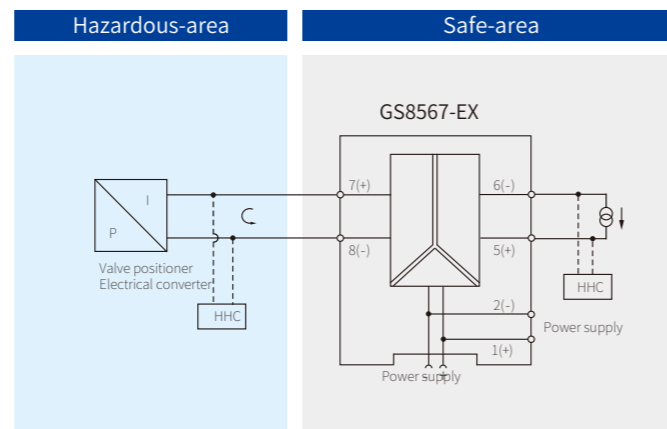 Hazardous-area
Safe-area
GS8567-EX
7(+)
6(-)
I
P
8(-)
5(+)
Valve positioner
Electrical converter
HHC
HHC
2(-)
Power supply
1(+)
- +
Power supply